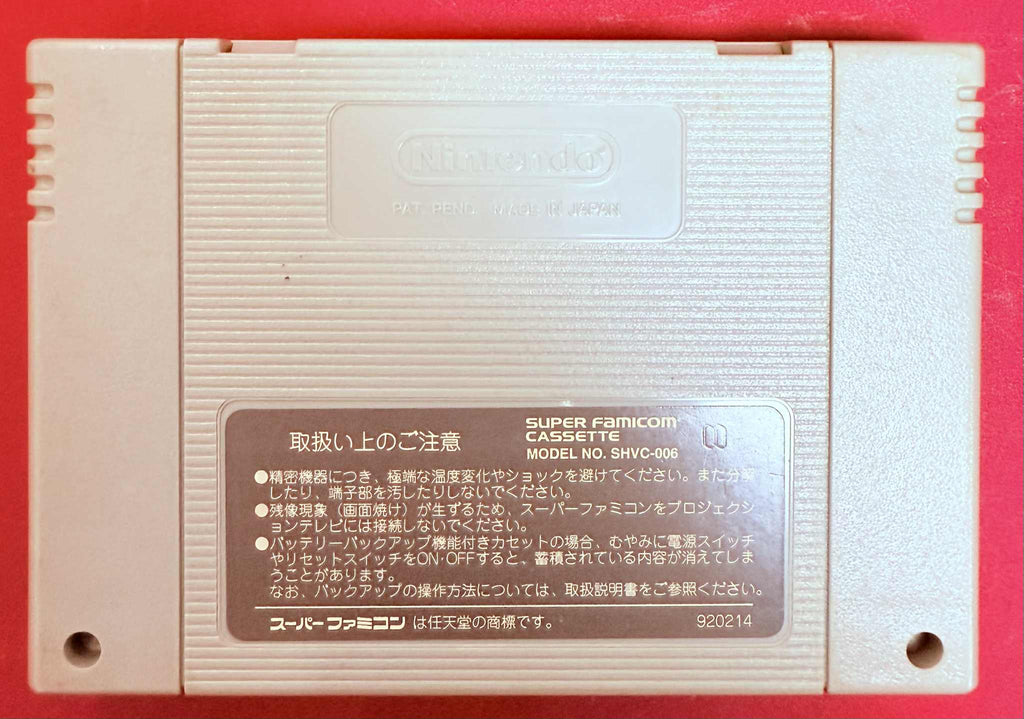 Nintendo
PAT. PEND. MADE IN JAPAN
取扱い上のご注意
SUPER FAMICOM
CASSETTE
MODEL NO. SHVC-006
●精密機器につき、極端な温度変化やショックを避けてください。また分解
したり、端子部を汚したりしないでください。
●残像現象（画面焼け）が生ずるため、スーパーファミコンをプロジェクシ
ョンテレビには接続しないでください。
●バッテリーバックアップ機能付きカセットの場合、むやみに電源スイッチ
やリセットスイッチをON・OFFすると、蓄積されている内容が消えてしま
うことがあります。
なお、バックアップの操作方法については、取扱説明書をご参照ください。
スーパーファミコン は任天堂の商標です。
920214